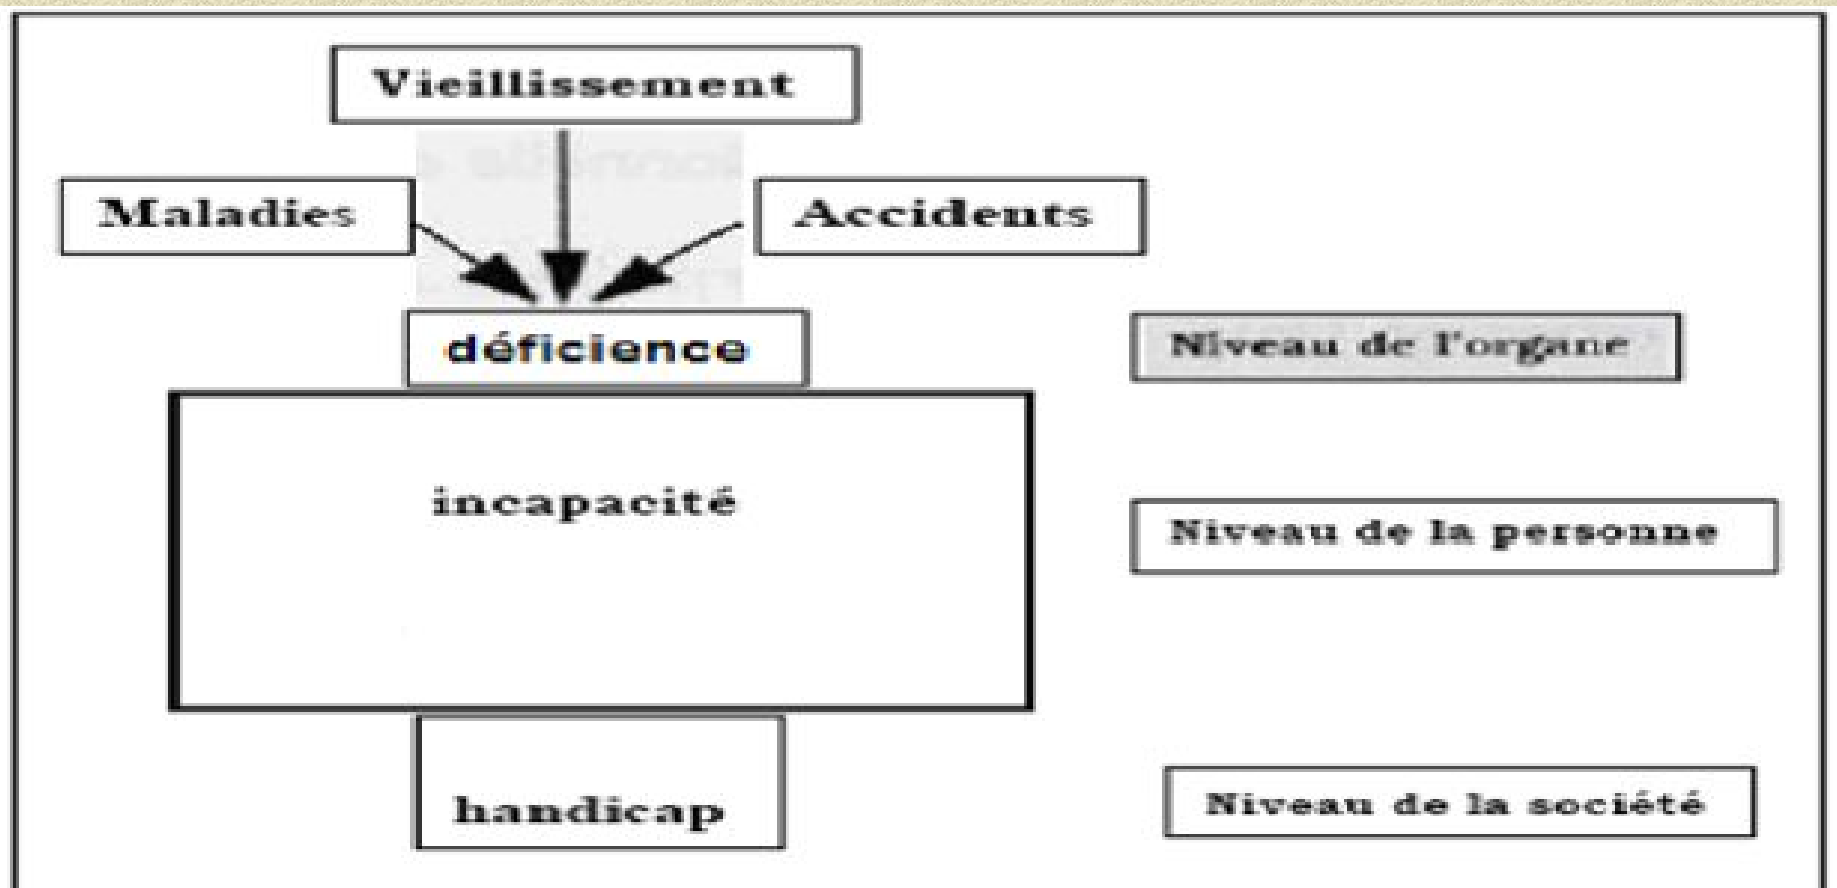 Vieillissement
Maladies
Accidents
déficience
Niveau de l'organe
incapacité
Niveau de la personne
handicap
Niveau de la société